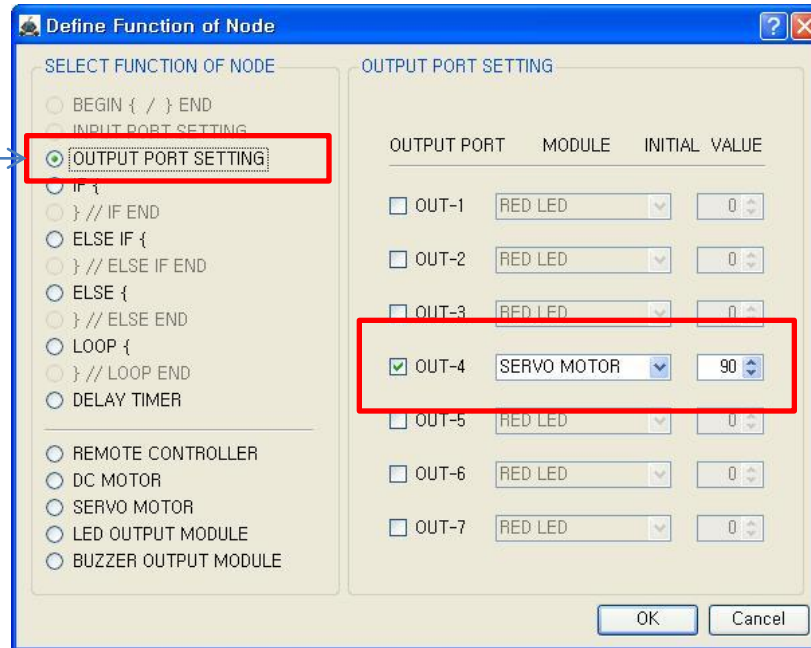 Define Function of Node
SELECT FUNCTION OF NODE
BEGIN { / } END
INPUT PORT SETTING
OUTPUT PORT SETTING
IF {
} // IF END
ELSE IF {
} // ELSE IF END
ELSE {
} // ELSE END
LOOP {
} // LOOP END
DELAY TIMER
REMOTE CONTROLLER
DC MOTOR
SERVO MOTOR
LED OUTPUT MODULE
BUZZER OUTPUT MODULE
OUTPUT PORT SETTING
OUTPUT PORT MODULE INITIAL VALUE
OUT-1 RED LED 0
OUT-2 RED LED 0
OUT-3 RED LED 0
OUT-4 SERVO MOTOR 90
OUT-5 RED LED 0
OUT-6 RED LED 0
OUT-7 RED LED 0
OK Cancel